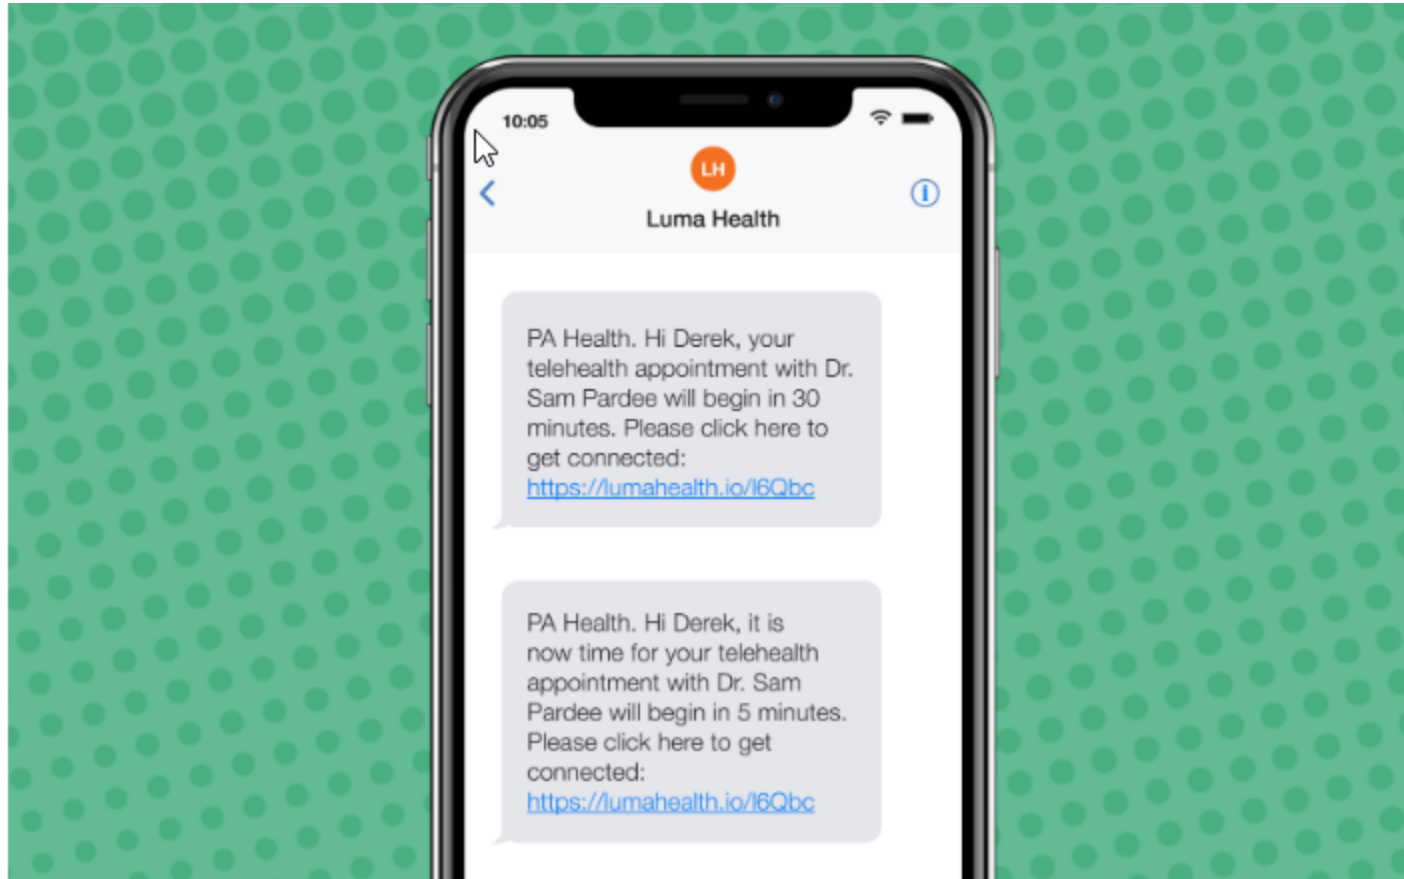 10:05
LH
Luma Health
PA Health. Hi Derek, your
telehealth appointment with Dr.
Sam Pardee will begin in 30
minutes. Please click here to
get connected:
https://lumahealth.io/l6Qbc
PA Health. Hi Derek, it is
now time for your telehealth
appointment with Dr. Sam
Pardee will begin in 5 minutes.
Please click here to get
connected:
https://lumahealth.io/l6Qbc